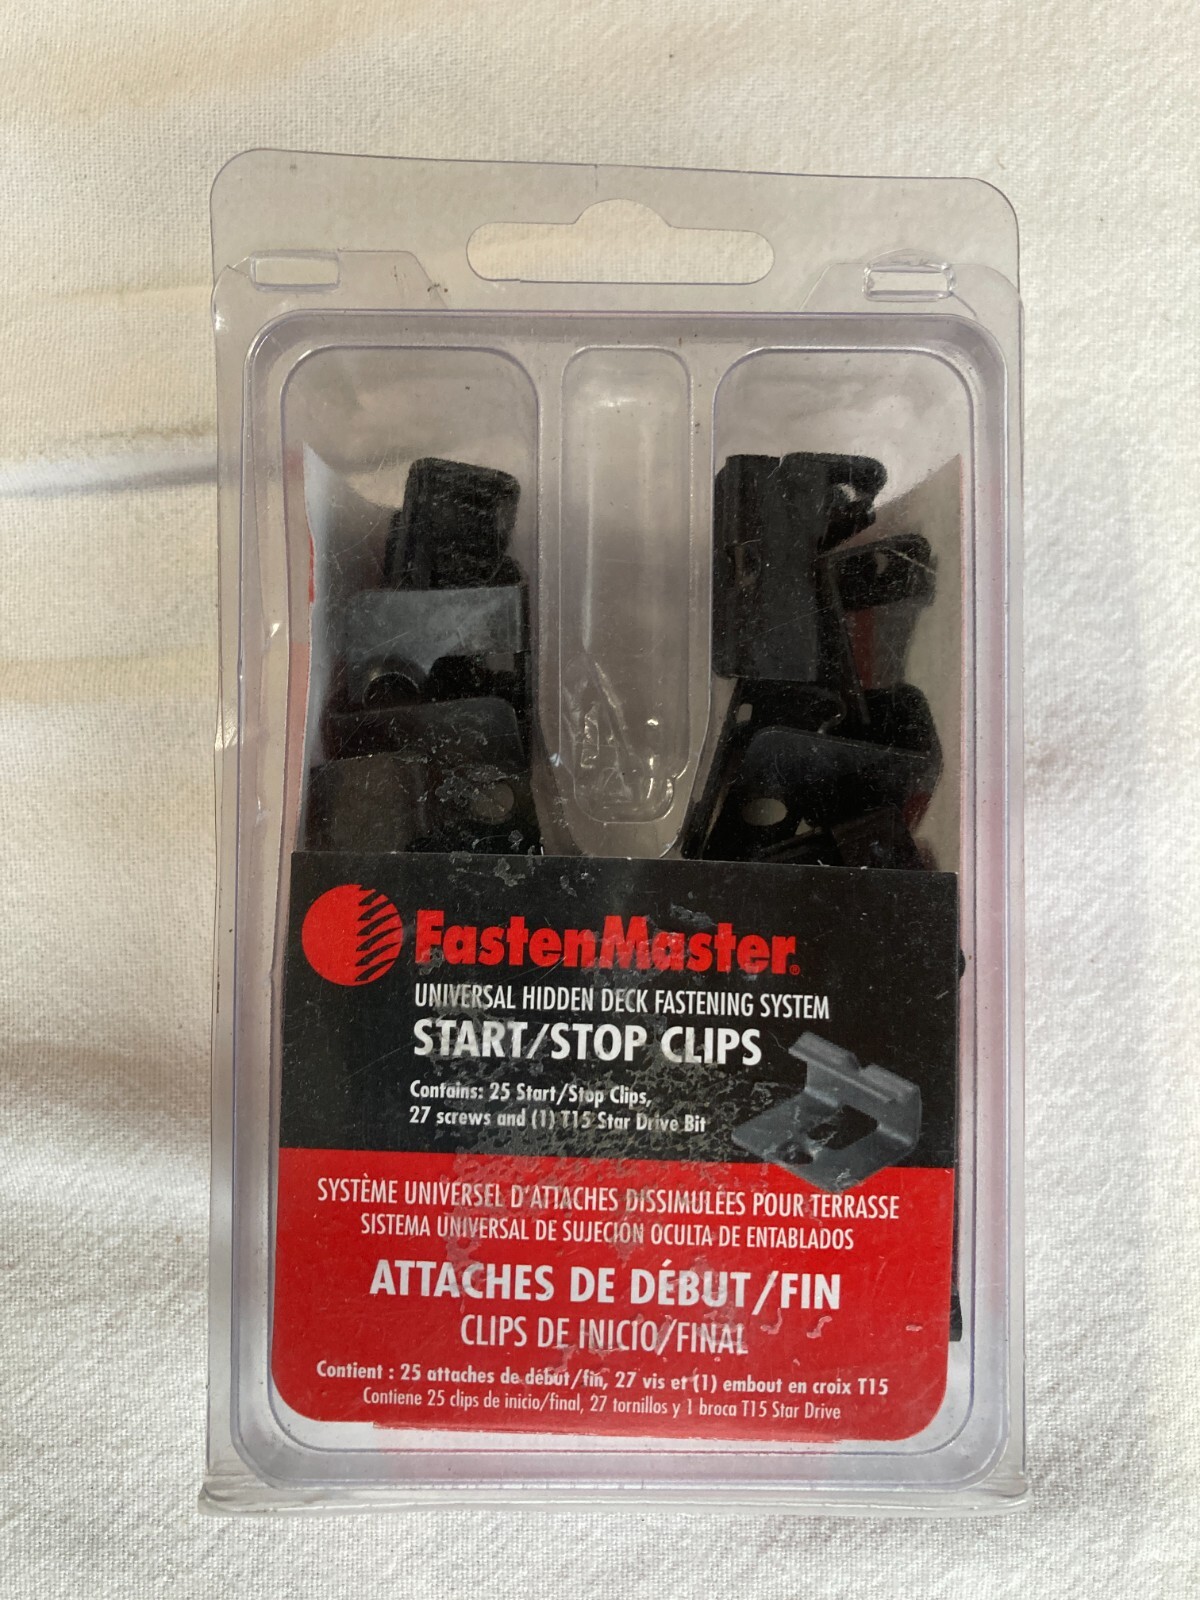 FastenMaster®
UNIVERSAL HIDDEN DECK FASTENING SYSTEM
START/STOP CLIPS
Contains: 25 Start/Stop Clips,
27 screws and (1) T15 Star Drive Bit
SYSTÈME UNIVERSEL D'ATTACHES DISSIMULÉES POUR TERRASSE
SISTEMA UNIVERSAL DE SUJECIÓN OCULTA DE ENTABLADOS
ATTACHES DE DÉBUT/FIN
CLIPS DE INICIO/FINAL
Contient : 25 attaches de début/fin, 27 vis et (1) embout en croix T15
Contiene 25 clips de inicio/final, 27 tornillos y 1 broca T15 Star Drive